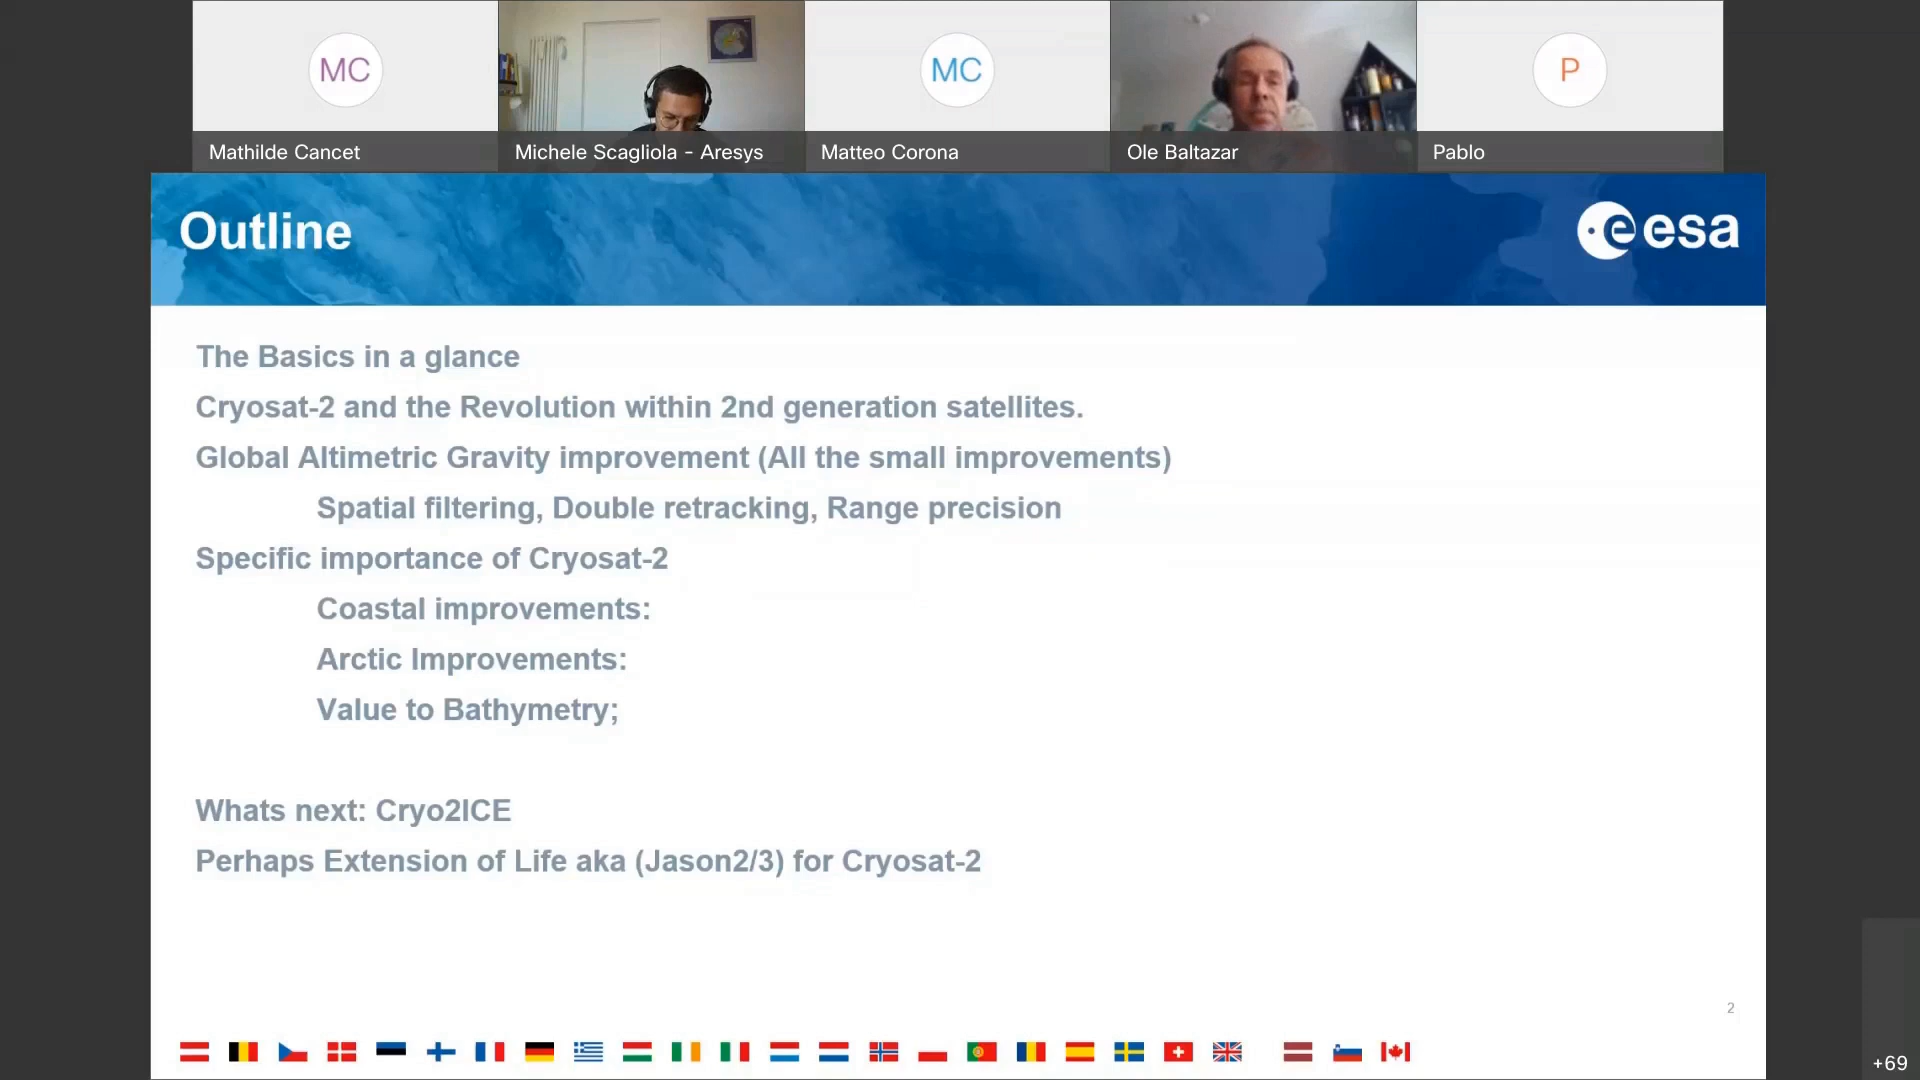 MC
MC
P
Mathilde Cancet
Michele Scagliola - Aresys
Matteo Corona
Ole Baltazar
Pablo
Outline
esa
The Basics in a glance
Cryosat-2 and the Revolution within 2nd generation satellites.
Global Altimetric Gravity improvement (All the small improvements)
Spatial filtering, Double retracking, Range precision
Specific importance of Cryosat-2
Coastal improvements:
Arctic Improvements:
Value to Bathymetry;
Whats next: Cryo2ICE
Perhaps Extension of Life aka (Jason2/3) for Cryosat-2
2
+69